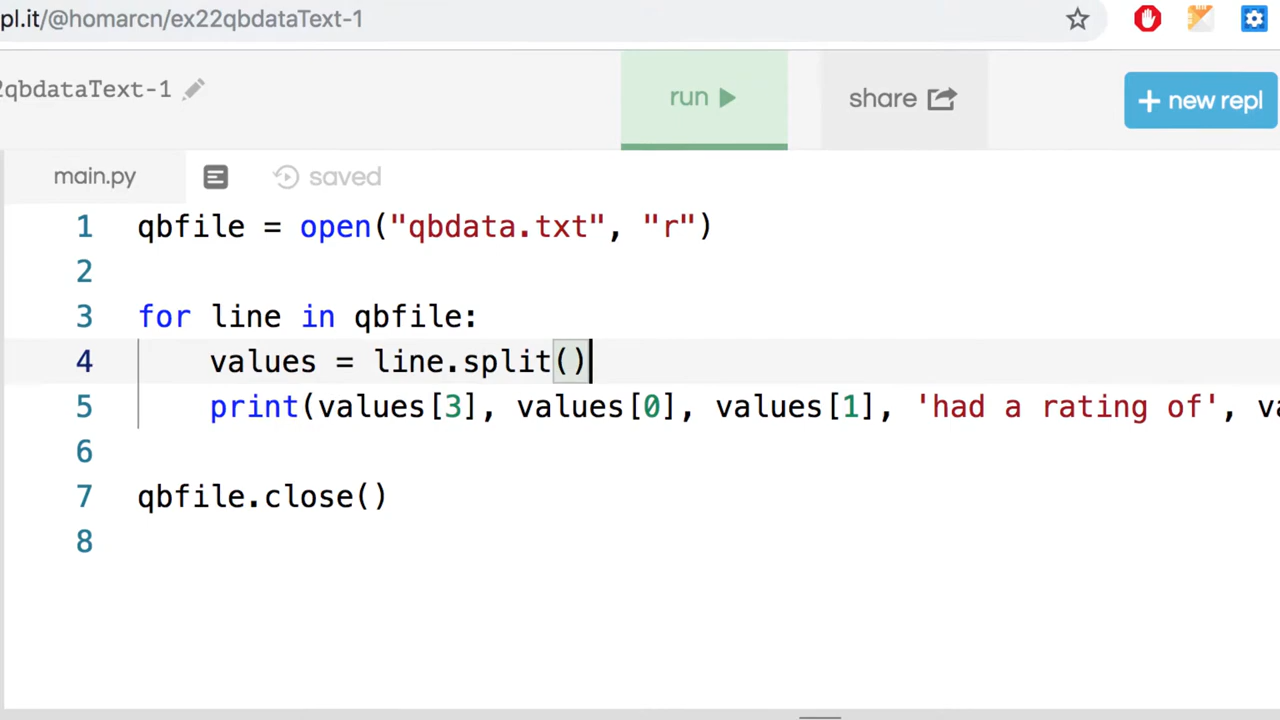 pl.it/@homarcn/ex22qbdataText-1
qbdataText-1
run
share
+ new repl
main.py
saved
1 qbfile = open("qbdata.txt", "r")
2
3 for line in qbfile:
4 values = line.split()
5 print(values[3], values[0], values[1], 'had a rating of', va
6
7 qbfile.close()
8